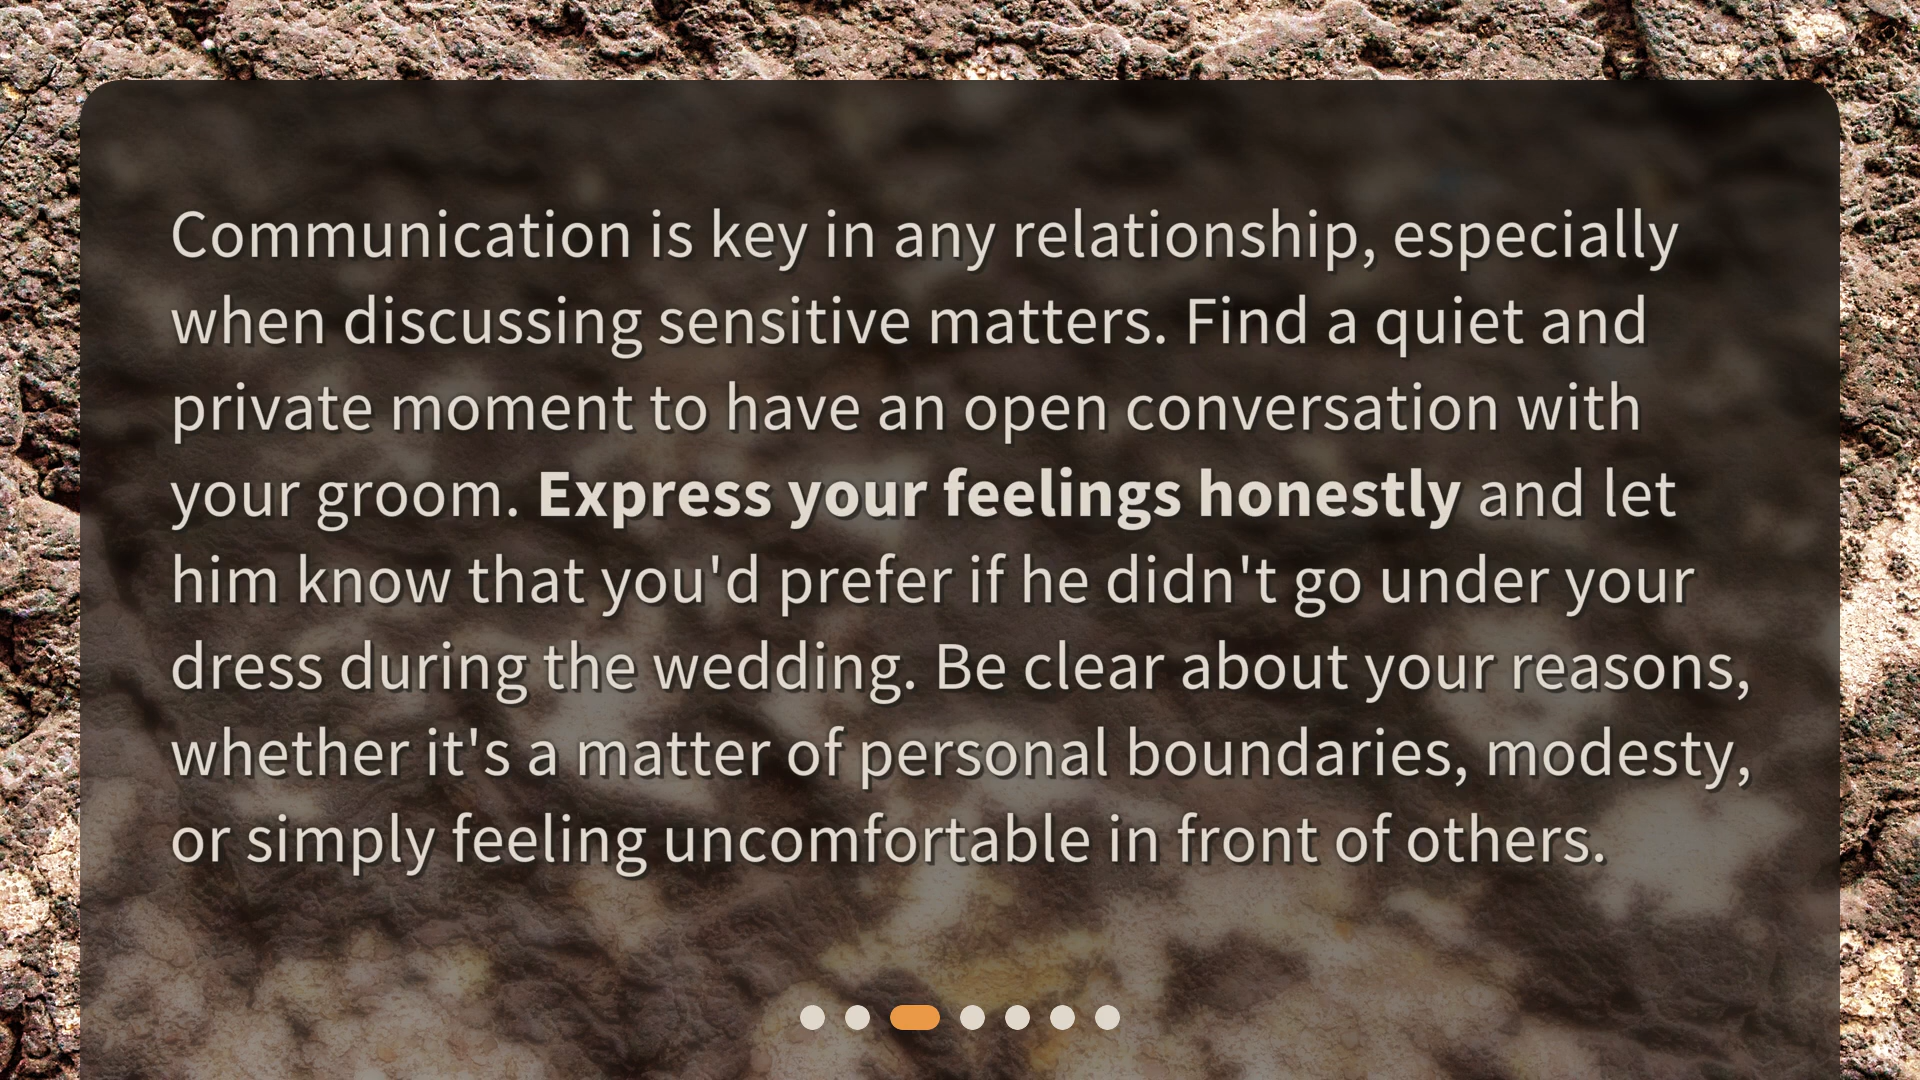 Communication is key in any relationship, especially
when discussing sensitive matters. Find a quiet and
private moment to have an open conversation with
your groom. Express your feelings honestly and let
him know that you'd prefer if he didn't go under your
dress during the wedding. Be clear about your reasons,
whether it's a matter of personal boundaries, modesty,
or simply feeling uncomfortable in front of others.